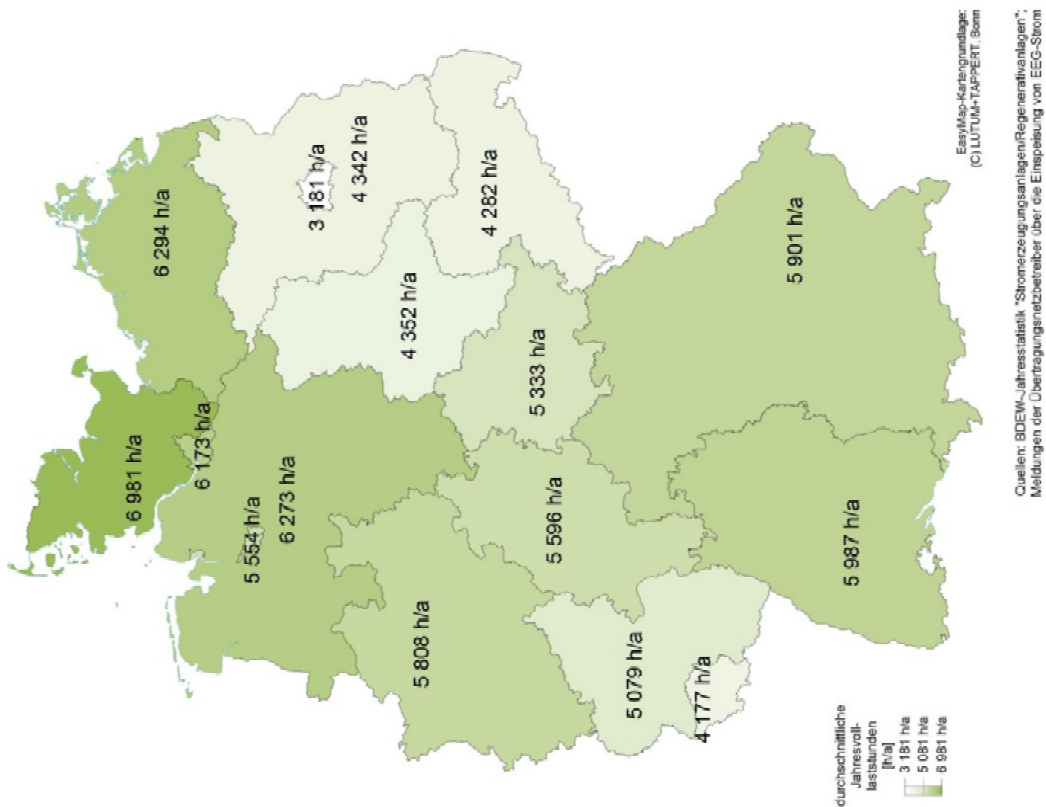 6 981 h/a
6 294 h/a
6 173 h/a
5 554 h/a
6 273 h/a
3 181 h/a
4 342 h/a
4 352 h/a
5 808 h/a
4 282 h/a
5 333 h/a
5 596 h/a
5 079 h/a
4 177 h/a
5 901 h/a
5 987 h/a
durchschnittliche
Jahresvoll-
laststunden
[h/a]
3 181 h/a
5 081 h/a
6 981 h/a
EasyMap-Kartengrundlage:
(C) LUTUM+TAPPERT, Bonn
Quellen: BDEW-Jahresstatistik "Stromerzeugungsanlagen/Regenerativanlagen";
Meldungen der Übertragungsnetzbetreiber über die Einspeisung von EEG-Strom